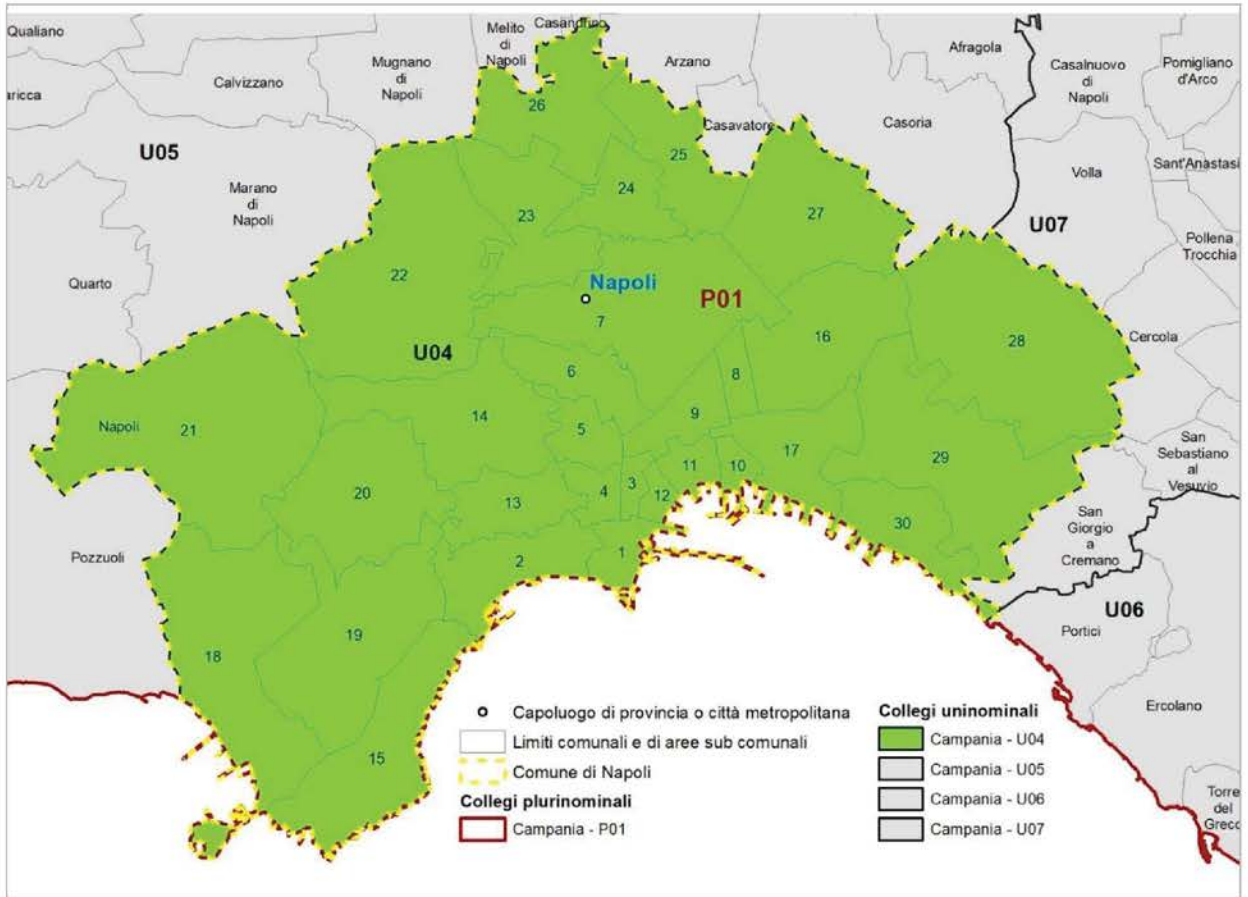 Qualiano
Melito
di
Napoli
Casandrino
Mugnano
di
Napoli
Arzano
Afragola
Casalnuovo
di
Napoli
Pomigliano
d'Arco
Calvizzano
aricca
26
Casavatore
Casoria
U05
25
Sant'Anastasi
Volla
Marano
di
Napoli
24
27
23
U07
Pollena
Trocchia
Quarto
22
Napoli
P01
7
16
28
Cercola
U04
6
8
14
9
Napoli
21
5
29
San
Sebastiano
al
Vesuvio
20
11
10
17
4
3
12
13
30
San
Giorgio
a
Cremano
Pozzuoli
2
1
U06
Portici
19
18
Ercolano
15
Torre
del
Grecc
Capoluogo di provincia o città metropolitana
Limiti comunali e di aree sub comunali
Comune di Napoli
Collegi plurinominali
Campania - P01
Collegi uninominali
Campania - U04
Campania - U05
Campania - U06
Campania - U07